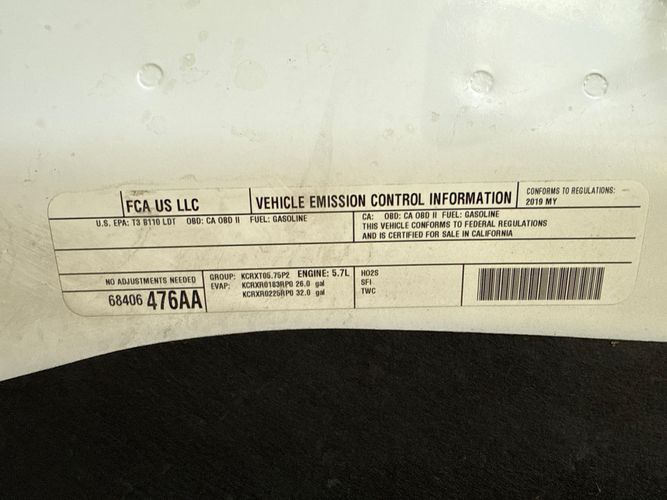 FCA US LLC
VEHICLE EMISSION CONTROL INFORMATION
CONFORMS TO REGULATIONS:
2019 MY
U.S. EPA: T3 B110 LDT OBD: CA OBD II FUEL: GASOLINE
CA: OBD: CA OBD II FUEL: GASOLINE
THIS VEHICLE CONFORMS TO FEDERAL REGULATIONS
AND IS CERTIFIED FOR SALE IN CALIFORNIA
NO ADJUSTMENTS NEEDED
68406 476AA
GROUP: KCRXT05.75P2 ENGINE: 5.7L
EVAP: KCRXR0183RP0 26.0 gal
KCRXR0225RP0 32.0 gal
HO2S
SFI
TWC